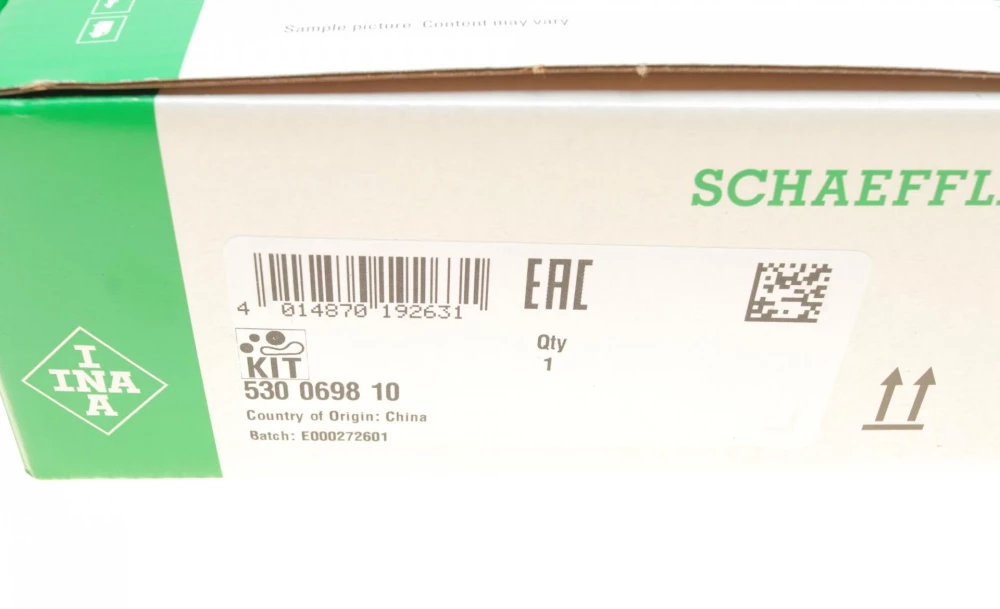 Sample picture. Content may vary
SCHAEFFL
4 014870 192631
EAC
KIT
Qty
1
530 0698 10
Country of Origin: China
Batch: E000272601
I
INA
A